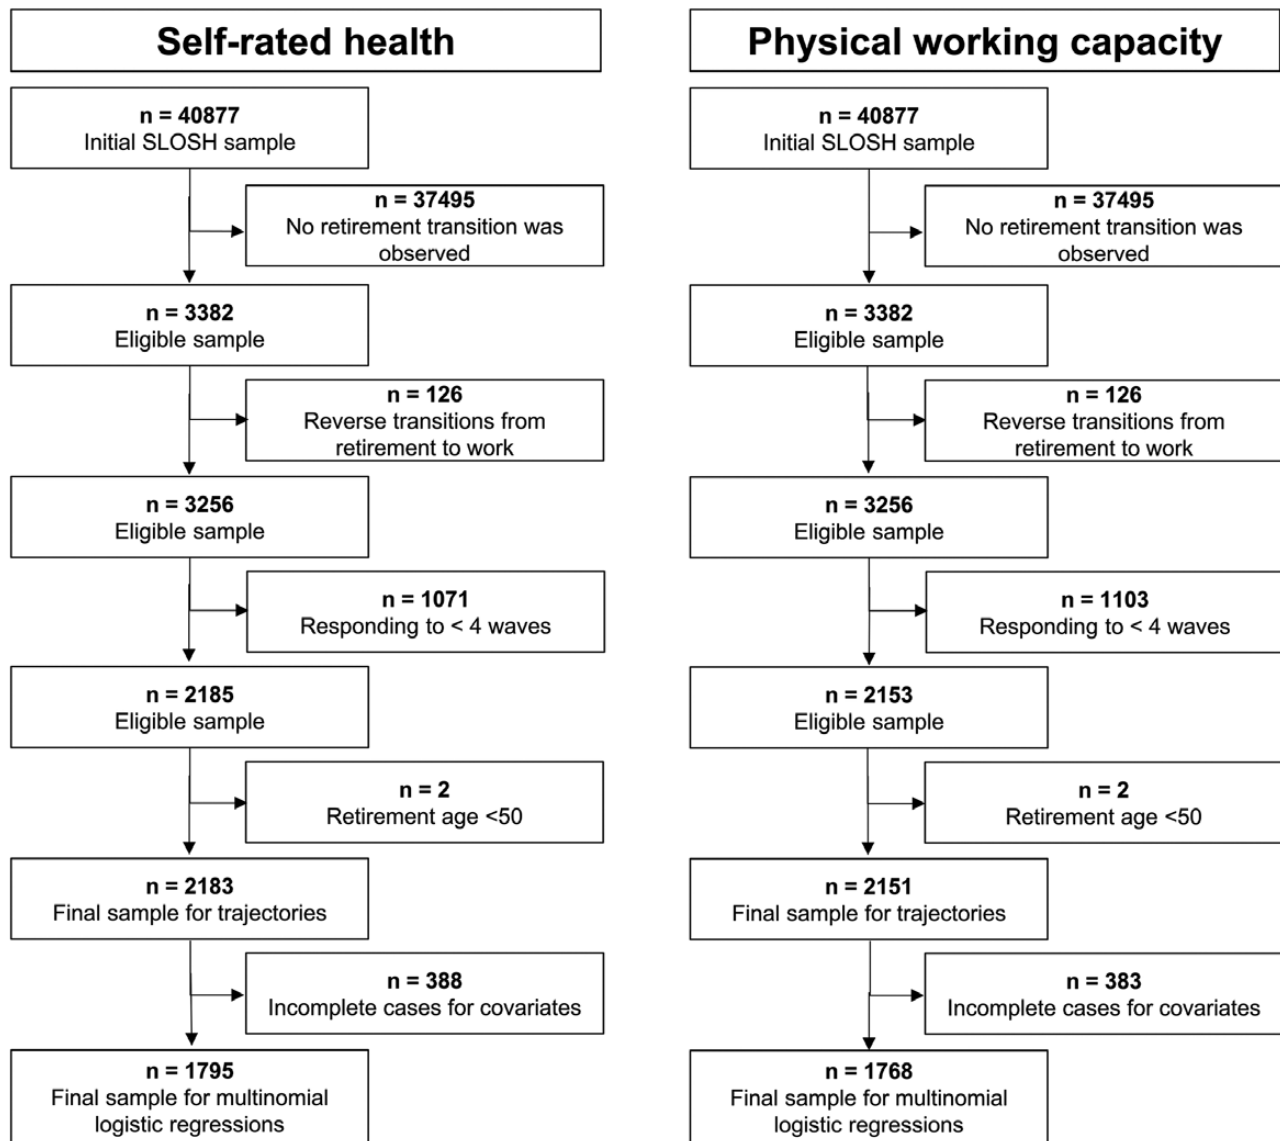 Self-rated health
n = 40877
Initial SLOSH sample
n = 37495
No retirement transition was
observed
n = 3382
Eligible sample
n = 126
Reverse transitions from
retirement to work
n = 3256
Eligible sample
n = 1071
Responding to < 4 waves
n = 2185
Eligible sample
n = 2
Retirement age <50
n = 2183
Final sample for trajectories
n = 388
Incomplete cases for covariates
n = 1795
Final sample for multinomial
logistic regressions
Physical working capacity
n = 40877
Initial SLOSH sample
n = 37495
No retirement transition was
observed
n = 3382
Eligible sample
n = 126
Reverse transitions from
retirement to work
n = 3256
Eligible sample
n = 1103
Responding to < 4 waves
n = 2153
Eligible sample
n = 2
Retirement age <50
n = 2151
Final sample for trajectories
n = 383
Incomplete cases for covariates
n = 1768
Final sample for multinomial
logistic regressions